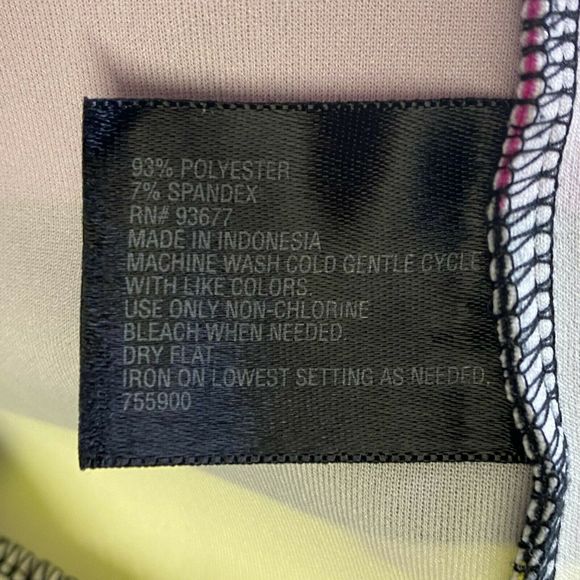 93% POLYESTER
7% SPANDEX
RN# 93677
MADE IN INDONESIA
MACHINE WASH COLD GENTLE CYCLE
WITH LIKE COLORS.
USE ONLY NON-CHLORINE
BLEACH WHEN NEEDED
DRY FLAT.
IRON ON LOWEST SETTING AS NEEDED.
755900